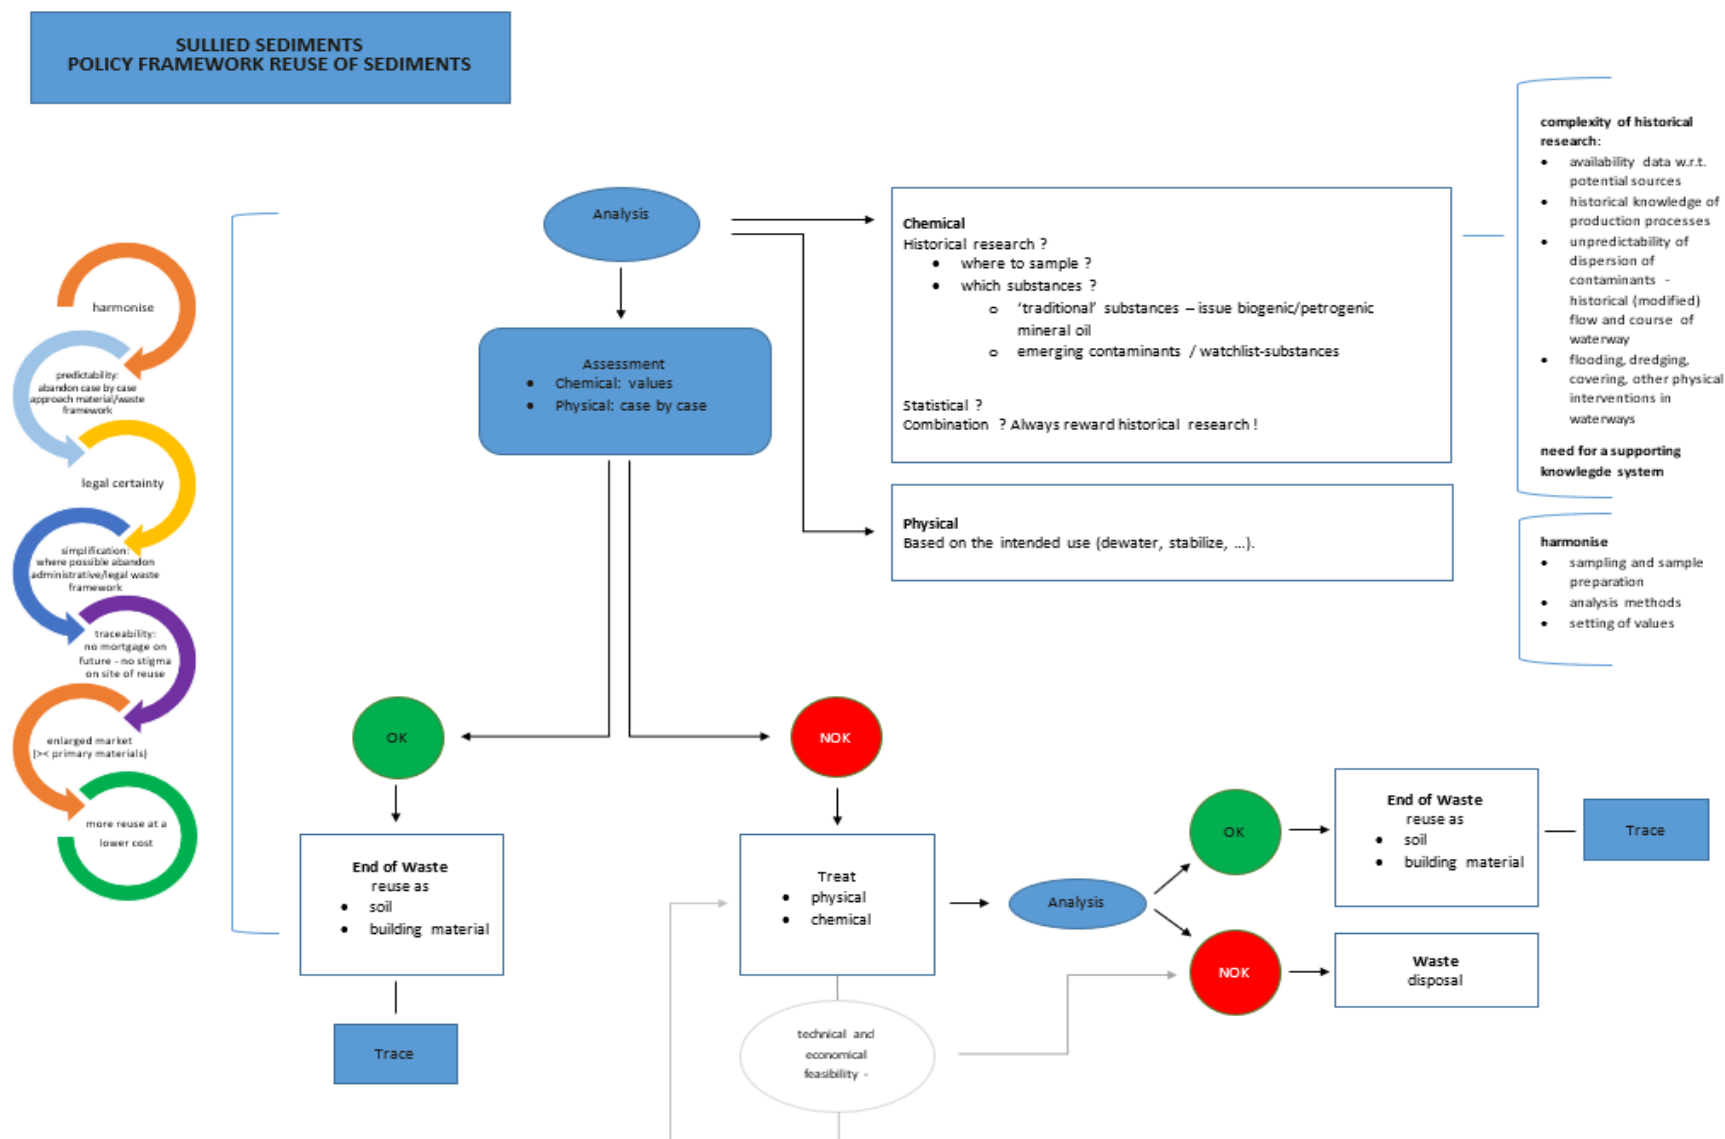 SULLIED SEDIMENTS
POLICY FRAMEWORK REUSE OF SEDIMENTS
harmonise
predictability:
abandon case by case
approach material/waste
framework
legal certainty
simplification:
where possible abandon
administrative/legal waste
framework
traceability:
no mortgage on
future - no stigma
on site of reuse
enlarged market
(>< primary materials)
more reuse at a
lower cost
Analysis
Assessment
• Chemical: values
• Physical: case by case
Chemical
Historical research ?
• where to sample ?
• which substances ?
o ‘traditional’ substances – issue biogenic/petrogenic
mineral oil
o emerging contaminants / watchlist-substances
Statistical ?
Combination ? Always reward historical research !
Physical
Based on the intended use (dewater, stabilize, …).
complexity of historical
research:
• availability data w.r.t.
potential sources
• historical knowledge of
production processes
• unpredictability of
dispersion of
contaminants -
historical (modified)
flow and course of
waterway
• flooding, dredging,
covering, other physical
interventions in
waterways
need for a supporting
knowlegde system
harmonise
• sampling and sample
preparation
• analysis methods
• setting of values
OK
NOK
End of Waste
reuse as
• soil
• building material
Trace
Treat
• physical
• chemical
technical and
economical
feasibility -
Analysis
OK
NOK
End of Waste
reuse as
• soil
• building material
Trace
Waste
disposal